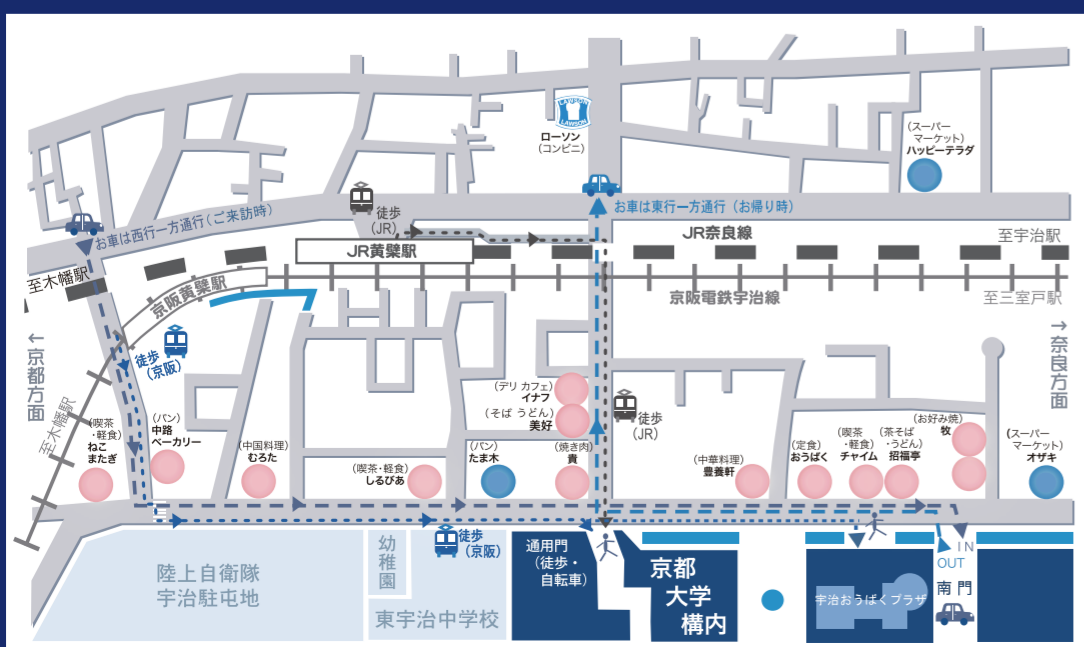 LAWSON
LAWSON
ローソン
(コンビニ)
(スーパー
マーケット)
ハッピーテラダ
お車は西行一方通行(ご来訪時)
徒歩
(JR)
お車は東行一方通行(お帰り時)
JR黄檗駅
JR奈良線
至宇治駅
至木幡駅
京阪黄檗駅
京阪電鉄宇治線
至三室戸駅
←京都方面
→奈良方面
徒歩
(京阪)
至木幡駅
(喫茶
・軽食)
ねこ
またぎ
(パン)
中路
ベーカリー
(中国料理)
むろた
(喫茶・軽食)
しるびあ
(パン)
たま木
(デリ カフェ)
イナフ
(そば うどん)
美好
(焼き肉)
貴
徒歩
(JR)
(中華料理)
豊養軒
(定食)
おうばく
(喫茶
・軽食)
チャイム
(茶そば
・うどん)
招福亭
(お好み焼)
牧
(スーパー
マーケット)
オザキ
徒歩
(京阪)
陸上自衛隊
宇治駐屯地
幼稚園
東宇治中学校
通用門
(徒歩・
自転車)
京都
大学
構内
宇治おうばくプラザ
IN
OUT
南門